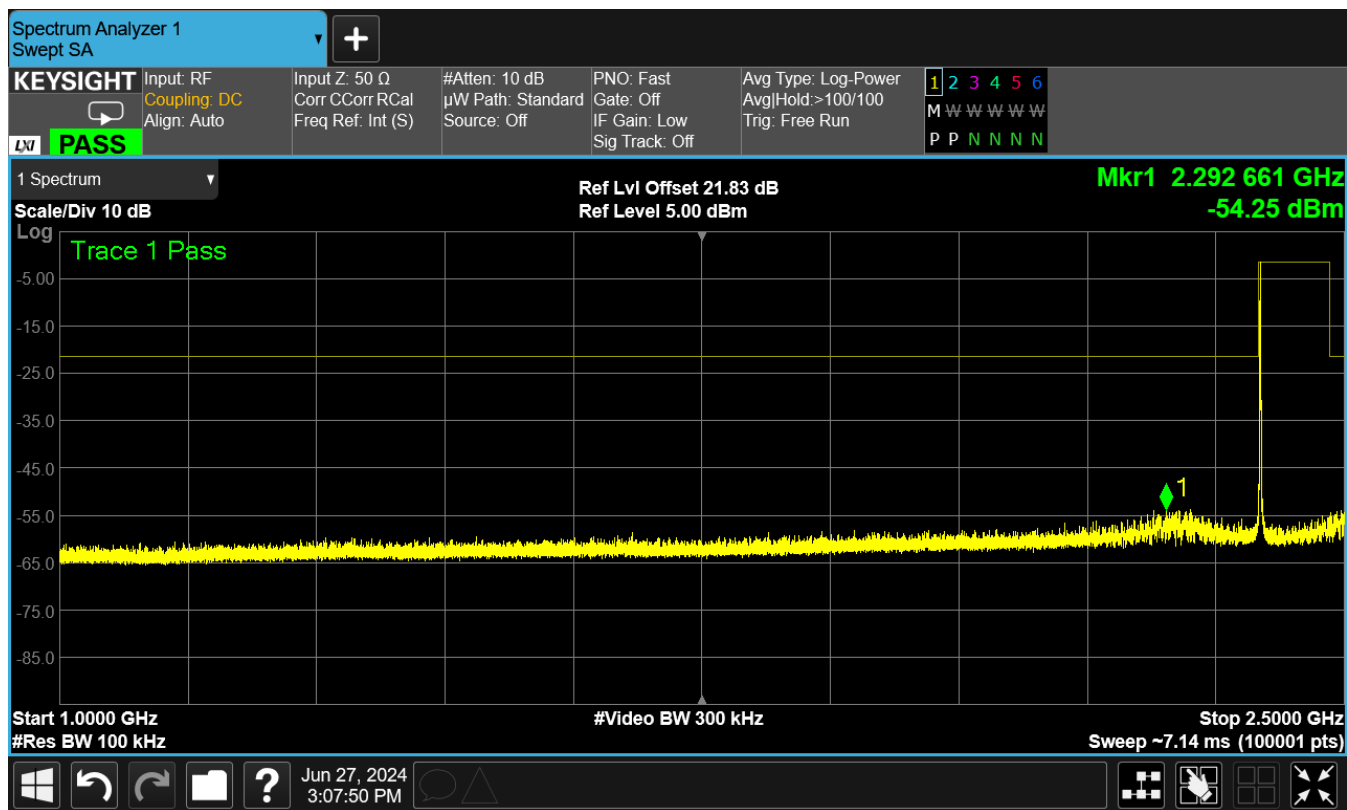 Spectrum Analyzer 1
Swept SA
KEYSIGHT
Input: RF
Coupling: DC
Align: Auto
Input Z: 50 Ω
Corr CCorr RCal
Freq Ref: Int (S)
#Atten: 10 dB
µW Path: Standard
Source: Off
PNO: Fast
Gate: Off
IF Gain: Low
Sig Track: Off
Avg Type: Log-Power
Avg|Hold:>100/100
Trig: Free Run
1 2 3 4 5 6
M W W W W W
P P N N N N
LXI PASS
1 Spectrum
Scale/Div 10 dB
Ref Lvl Offset 21.83 dB
Ref Level 5.00 dBm
Mkr1 2.292 661 GHz
-54.25 dBm
Log
Trace 1 Pass
-5.00
-15.0
-25.0
-35.0
-45.0
1
-55.0
-65.0
-75.0
-85.0
Start 1.0000 GHz
#Res BW 100 kHz
#Video BW 300 kHz
Stop 2.5000 GHz
Sweep ~7.14 ms (100001 pts)
?
Jun 27, 2024
3:07:50 PM